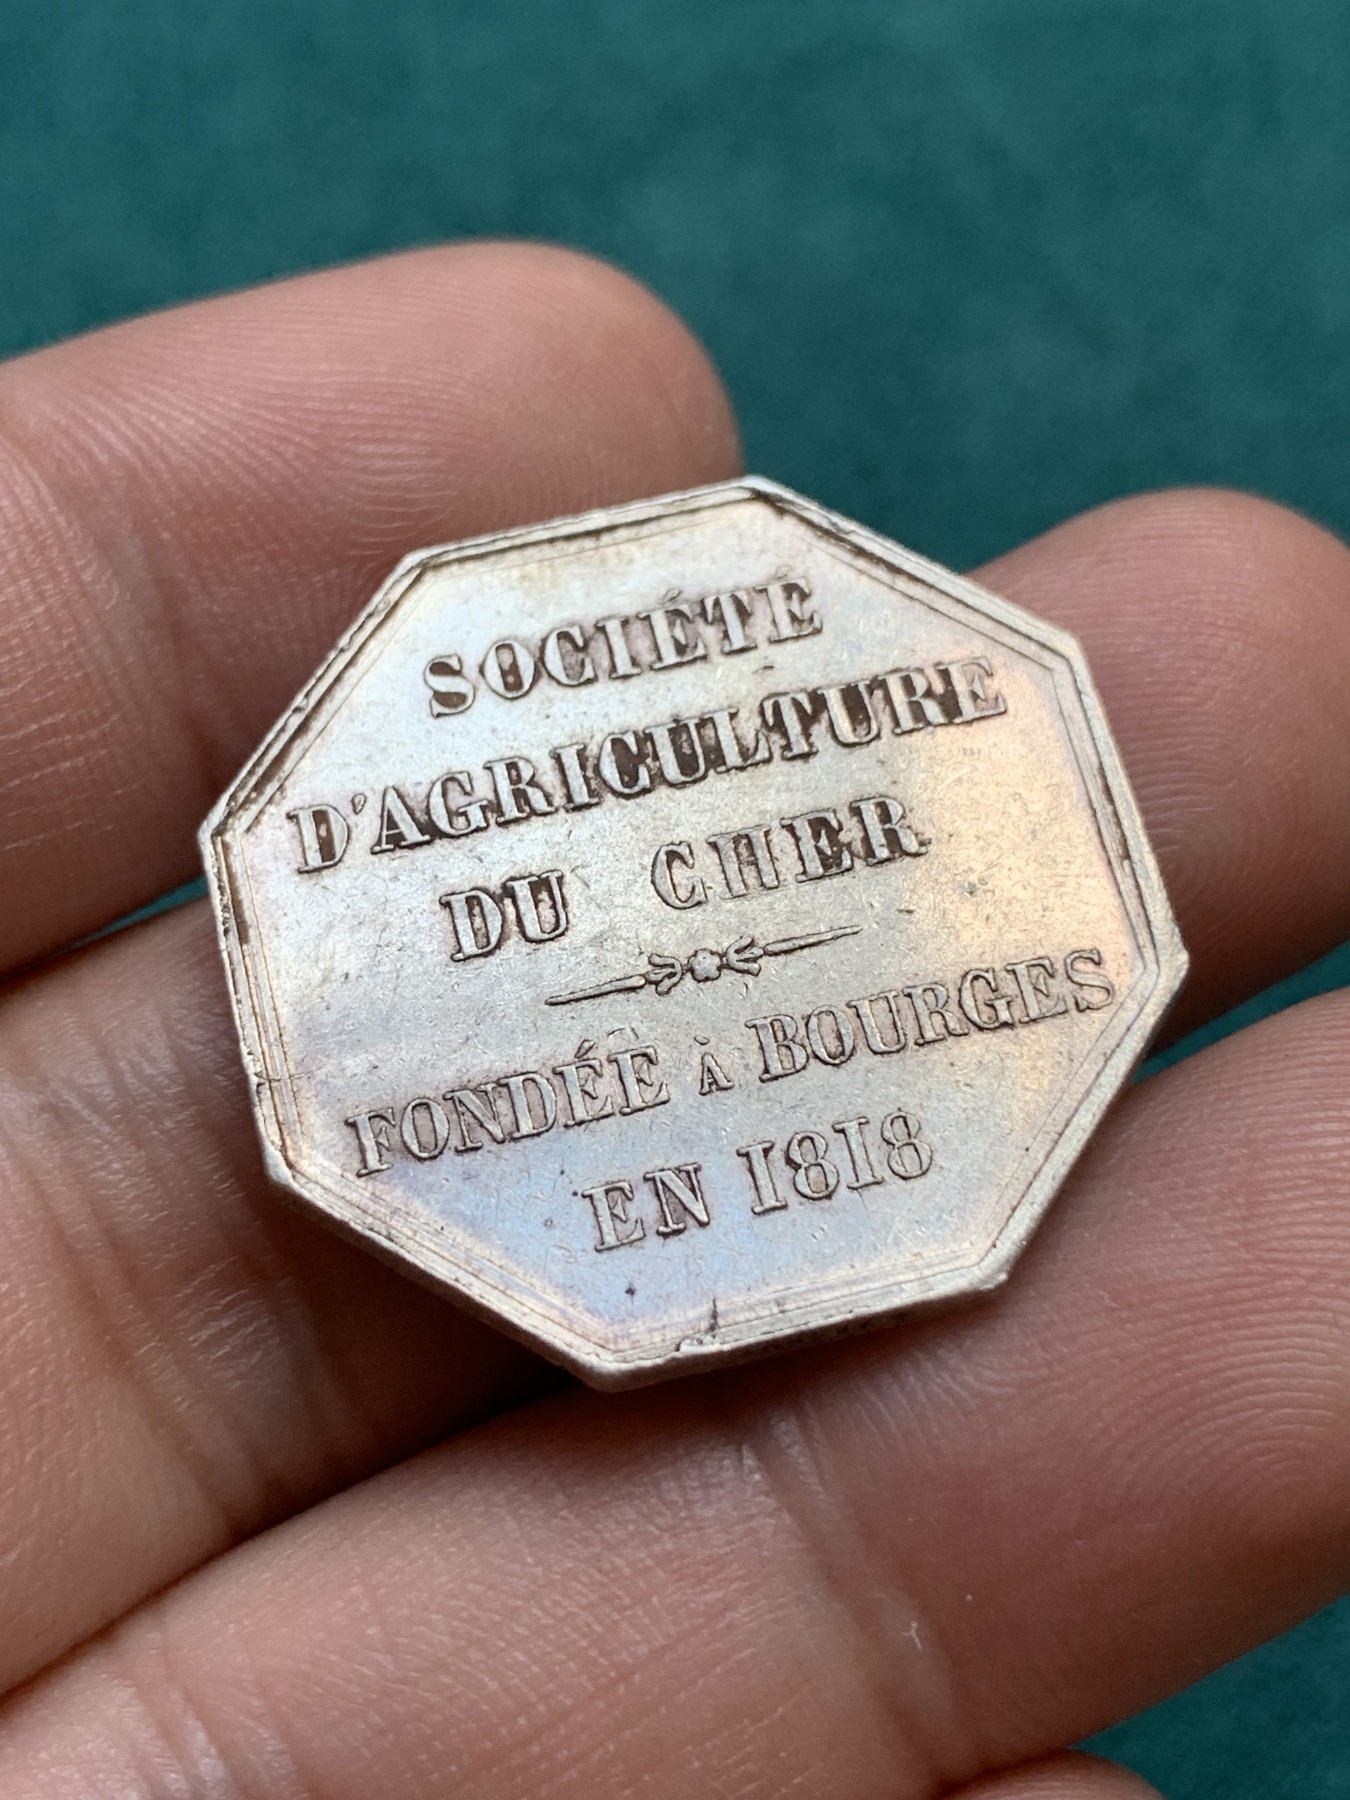 SOCIÉTÉ
D'AGRICULTURE
DU CHER
FONDÉE À BOURGES
EN 1818